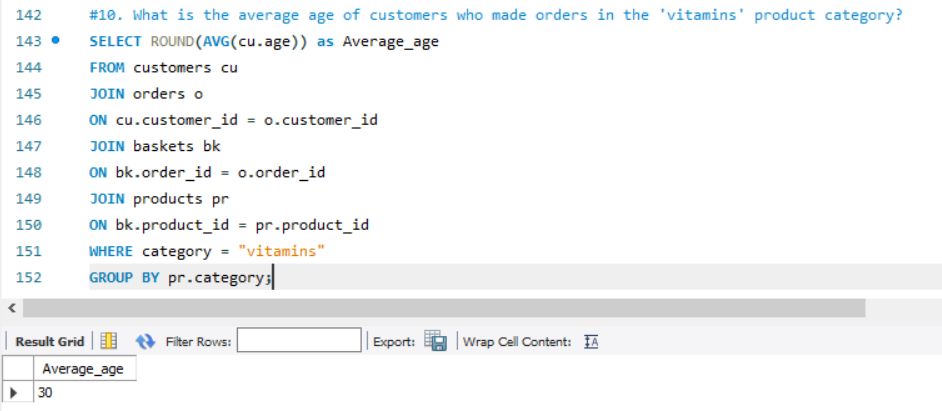 142 #10. What is the average age of customers who made orders in the 'vitamins' product category?
143 SELECT ROUND(AVG(cu.age)) as Average_age
144 FROM customers cu
145 JOIN orders o
146 ON cu.customer_id = o.customer_id
147 JOIN baskets bk
148 ON bk.order_id = o.order_id
149 JOIN products pr
150 ON bk.product_id = pr.product_id
151 WHERE category = "vitamins"
152 GROUP BY pr.category;
Result Grid Filter Rows: Export: Wrap Cell Content: IA
Average_age
30